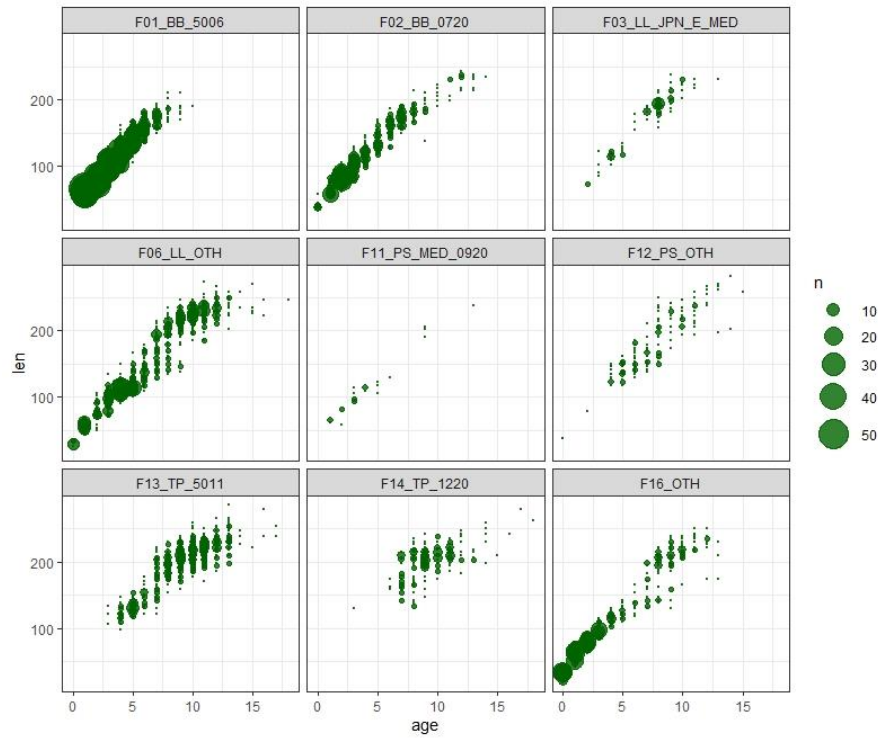 F01_BB_5006 F02_BB_0720 F03_LL_JPN_E_MED
200
100
F06_LL_OTH F11_PS_MED_0920 F12_PS_OTH
200
100
F13_TP_5011 F14_TP_1220 F16_OTH
200
100
0 5 10 15 0 5 10 15 0 5 10 15
len
age
n
10
20
30
40
50